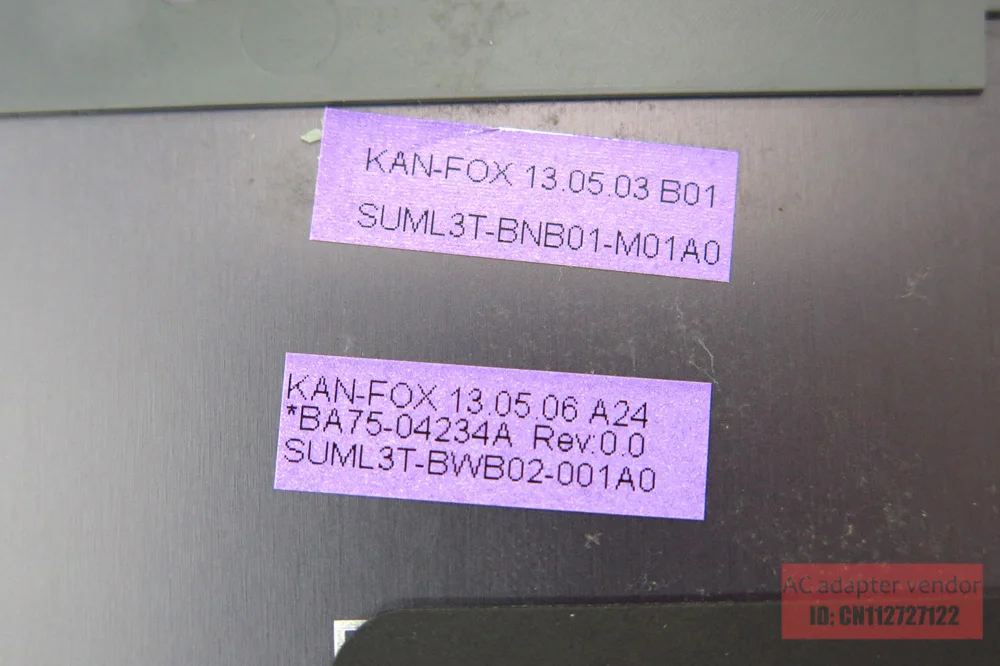 KAN-FOX 13.05.03 B01
SUML3T-BNB01-M01A0
KAN-FOX 13.05.06 A24
*BA75-04234A Rev:0.0
SUML3T-BWB02-001A0
AC adapter vendor
ID: CN112727122